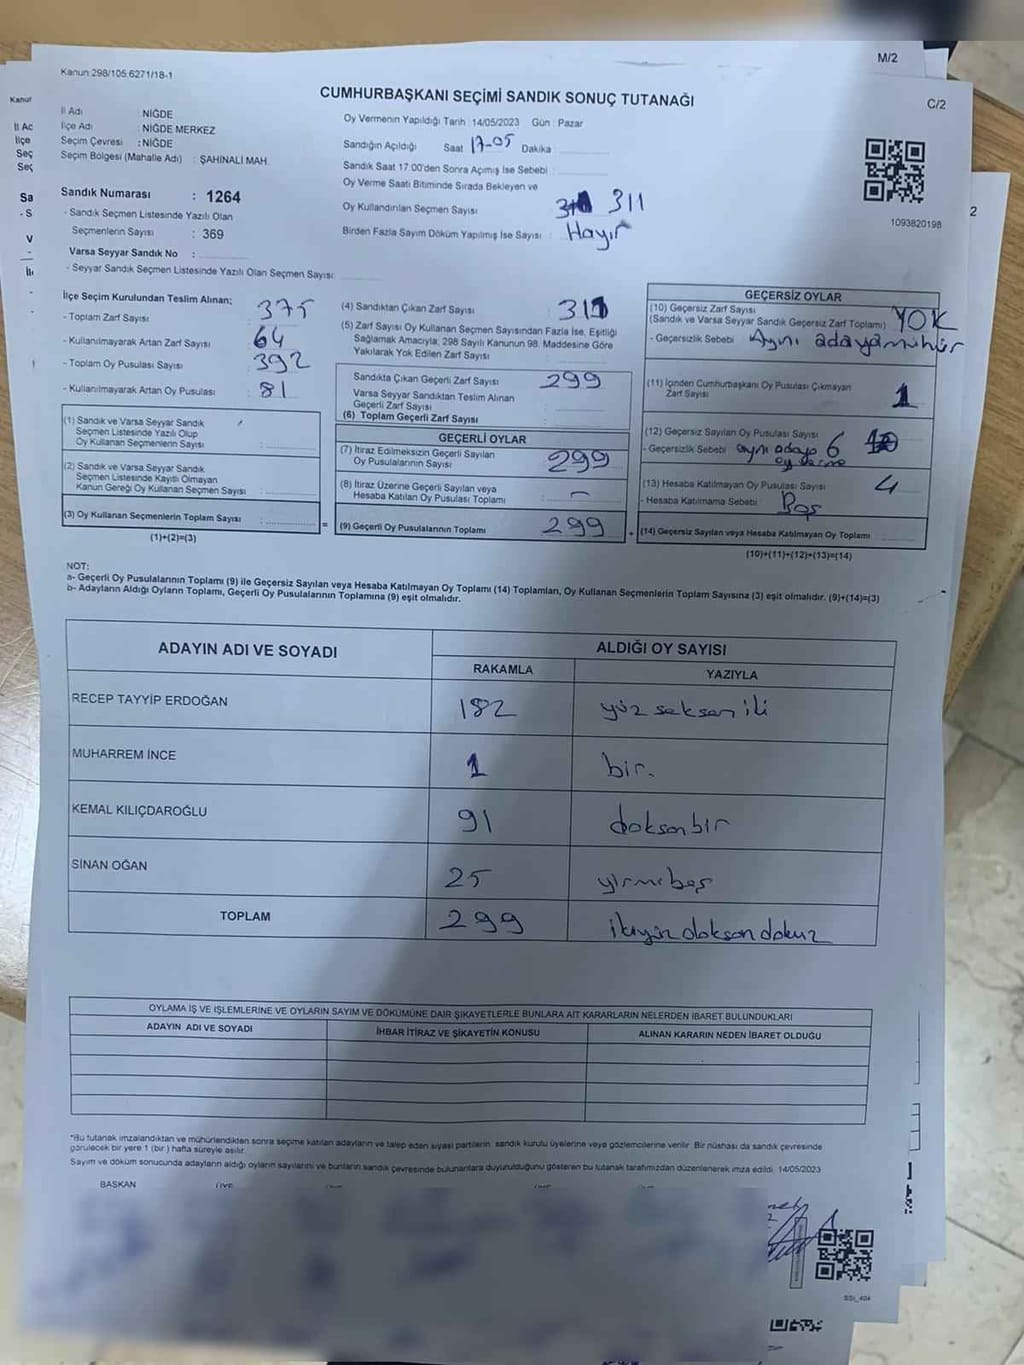 M/2
Kanun 298/105,6271/18-1
CUMHURBAŞKANI SEÇİMİ SANDIK SONUÇ TUTANAĞI
C/2
İl Adı NİĞDE
İlçe Adı : NİĞDE MERKEZ
Seçim Çevresi : NİĞDE
Seçim Bölgesi (Mahalle Adı) : ŞAHİNALİ MAH.
Oy Vermenin Yapıldığı Tarih : 14/05/2023 Gün : Pazar
Sandığın Açıldığı Saat 17-05 Dakika
Sandık Saat 17:00'den Sonra Açımış İse Sebebi :
Oy Verme Saati Bitiminde Sırada Bekleyen ve
Oy Kullandırılan Seçmen Sayısı 311
Birden Fazla Sayım Döküm Yapılmış İse Sayısı : Hayır
1093820198
Sandık Numarası : 1264
- Sandık Seçmen Listesinde Yazılı Olan
Seçmenlerin Sayısı : 369
Varsa Seyyar Sandık No :
- Seyyar Sandık Seçmen Listesinde Yazılı Olan Seçmen Sayısı:
İlçe Seçim Kurulundan Teslim Alınan;
- Toplam Zarf Sayısı 375
- Kullanılmayarak Artan Zarf Sayısı 64
- Toplam Oy Pusulası Sayısı 392
- Kullanılmayarak Artan Oy Pusulası 81
(1) Sandık ve Varsa Seyyar Sandık
Seçmen Listesinde Yazılı Olup
Oy Kullanan Seçmenlerin Sayısı :
(2) Sandık ve Varsa Seyyar Sandık
Seçmen Listesinde Kayıtlı Olmayan
Kanun Gereği Oy Kullanan Seçmen Sayısı :
(3) Oy Kullanan Seçmenlerin Toplam Sayısı :
(1)+(2)=(3)
=
(4) Sandıktan Çıkan Zarf Sayısı : 311
(5) Zarf Sayısı Oy Kullanan Seçmen Sayısından Fazla İse, Eşitliği
Sağlamak Amacıyla, 298 Sayılı Kanunun 98. Maddesine Göre
Yakılarak Yok Edilen Zarf Sayısı :
Sandıkta Çıkan Geçerli Zarf Sayısı : 299
Varsa Seyyar Sandıktan Teslim Alınan
Geçerli Zarf Sayısı :
(6) Toplam Geçerli Zarf Sayısı
GEÇERLİ OYLAR
(7) İtiraz Edilmeksizin Geçerli Sayılan
Oy Pusulalarının Sayısı : 299
(8) İtiraz Üzerine Geçerli Sayılan veya
Hesaba Katılan Oy Pusulası Toplamı : -
(9) Geçerli Oy Pusulalarının Toplamı : 299
+
GEÇERSİZ OYLAR
(10) Geçersiz Zarf Sayısı
(Sandık ve Varsa Seyyar Sandık Geçersiz Zarf Toplamı) YOK
- Geçersizlik Sebebi : Aynı adaya mühür
(11) İçinden Cumhurbaşkanı Oy Pusulası Çıkmayan
Zarf Sayısı 1
(12) Geçersiz Sayılan Oy Pusulası Sayısı 6
- Geçersizlik Sebebi aynı adaya
oy verme
(13) Hesaba Katılmayan Oy Pusulası Sayısı 4
- Hesaba Katılmama Sebebi : Boş
(14) Geçersiz Sayılan veya Hesaba Katılmayan Oy Toplamı
(10)+(11)+(12)+(13)=(14)
NOT:
a- Geçerli Oy Pusulalarının Toplamı (9) ile Geçersiz Sayılan veya Hesaba Katılmayan Oy Toplamı (14) Toplamları, Oy Kullanan Seçmenlerin Toplam Sayısına (3) eşit olmalıdır. (9)+(14)=(3)
b- Adayların Aldığı Oyların Toplamı, Geçerli Oy Pusulalarının Toplamına (9) eşit olmalıdır.
ADAYIN ADI VE SOYADI
ALDIĞI OY SAYISI
RAKAMLA YAZIYLA
RECEP TAYYİP ERDOĞAN 182 yüz seksen iki
MUHARREM İNCE 1 bir.
KEMAL KILIÇDAROĞLU 91 doksan bir
SİNAN OĞAN 25 yirmi beş
TOPLAM 299 ikiyüz doksan dokuz
OYLAMA İŞ VE İŞLEMLERİNE VE OYLARIN SAYIM VE DÖKÜMÜNE DAİR ŞİKAYETLERLE BUNLARA AİT KARARLARIN NELERDEN İBARET BULUNDUKLARI
ADAYIN ADI VE SOYADI İHBAR İTİRAZ VE ŞİKAYETİN KONUSU ALINAN KARARIN NEDEN İBARET OLDUĞU
*Bu tutanak imzalandıktan ve mühürlendikten sonra seçime katılan adayların ve talep eden siyasi partilerin sandık kurulu üyelerine veya gözlemcilerine verilir. Bir nüshası da sandık çevresinde
görülecek bir yere 1 (bir) hafta süreyle asılır.
Sayım ve döküm sonucunda adayların aldığı oyların sayılarını ve bunların sandık çevresinde bulunanlara duyurulduğunu gösteren bu tutanak tarafımızdan düzenlenerek imza edildi. 14/05/2023
BAŞKAN ÜYE
SSI_404